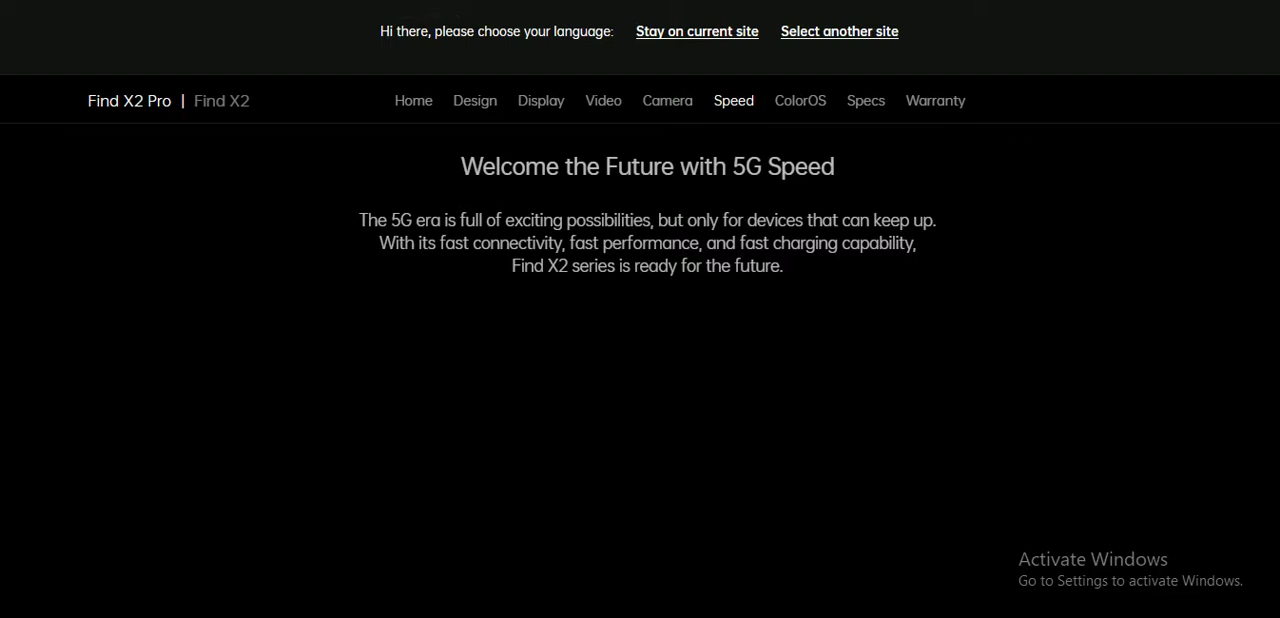 Hi there, please choose your language: Stay on current site Select another site
Find X2 Pro | Find X2 Home Design Display Video Camera Speed ColorOS Specs Warranty
Welcome the Future with 5G Speed
The 5G era is full of exciting possibilities, but only for devices that can keep up.
With its fast connectivity, fast performance, and fast charging capability,
Find X2 series is ready for the future.
Activate Windows
Go to Settings to activate Windows.